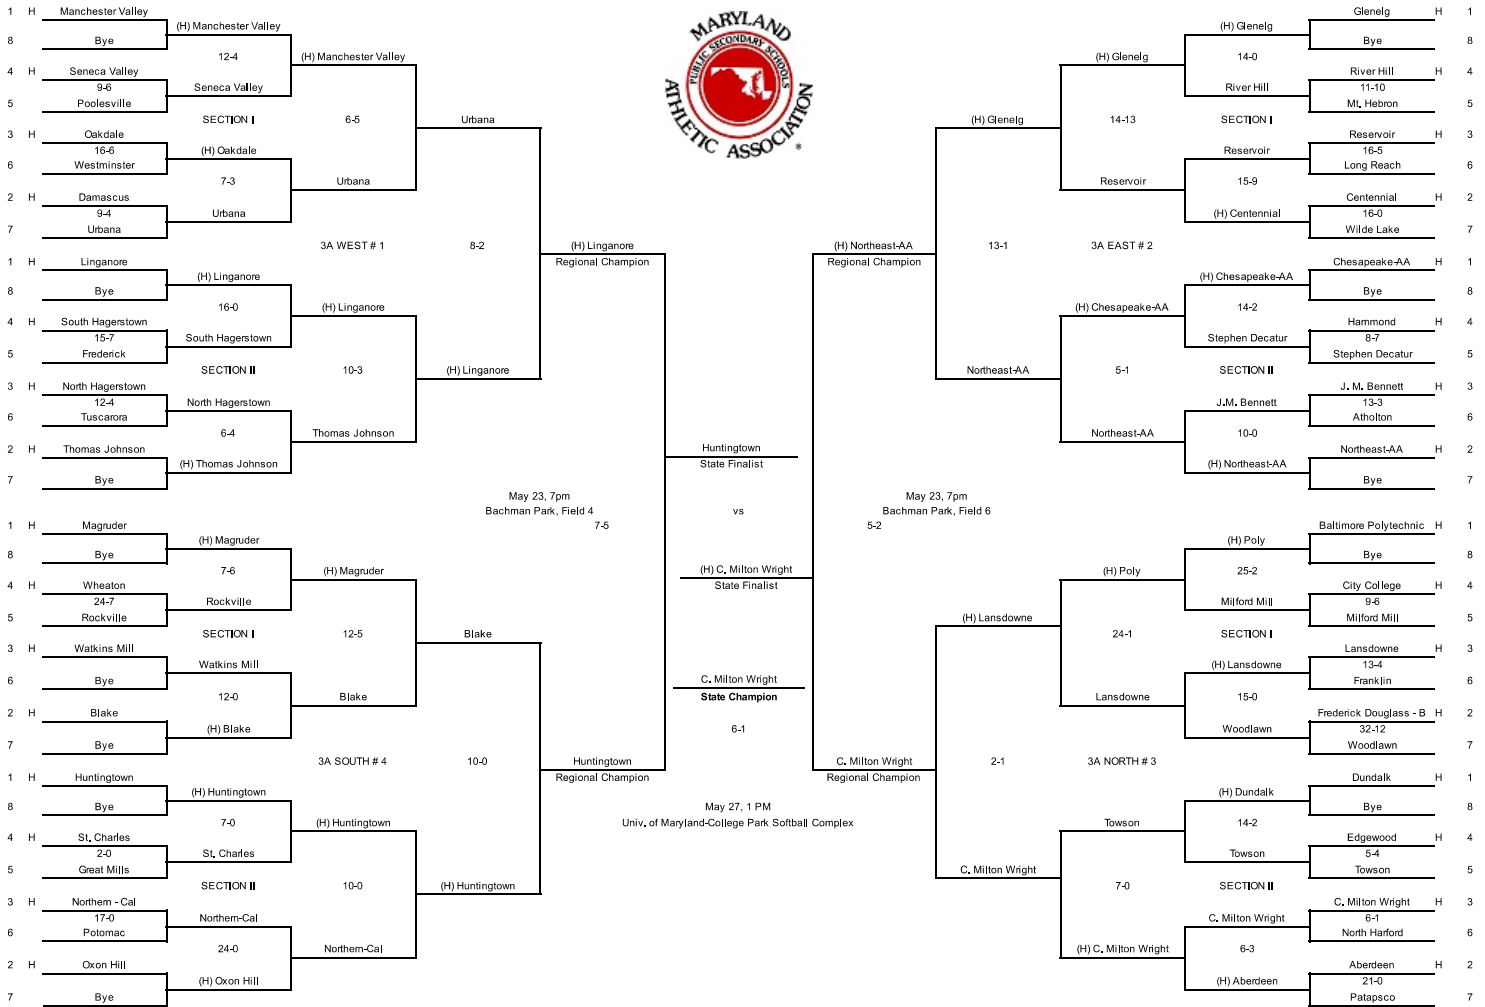 MARYLAND
PUBLIC SECONDARY SCHOOLS
ATHLETIC ASSOCIATION
®
1 H Manchester Valley
(H) Manchester Valley
8 Bye
12-4
(H) Manchester Valley
4 H Seneca Valley
9-6
Seneca Valley
5 Poolesville
SECTION I
6-5
Urbana
3 H Oakdale
16-6
(H) Oakdale
6 Westminster
7-3
Urbana
2 H Damascus
9-4
Urbana
7 Urbana
3A WEST # 1
8-2
(H) Linganore
Regional Champion
1 H Linganore
(H) Linganore
8 Bye
16-0
(H) Linganore
4 H South Hagerstown
15-7
South Hagerstown
5 Frederick
SECTION II
10-3
(H) Linganore
3 H North Hagerstown
12-4
North Hagerstown
6 Tuscarora
6-4
Thomas Johnson
2 H Thomas Johnson
(H) Thomas Johnson
7 Bye
May 23, 7pm
Bachman Park, Field 4
7-5
1 H Magruder
(H) Magruder
8 Bye
7-6
(H) Magruder
4 H Wheaton
24-7
Rockville
5 Rockville
SECTION I
12-5
Blake
3 H Watkins Mill
Watkins Mill
6 Bye
12-0
Blake
2 H Blake
(H) Blake
7 Bye
3A SOUTH # 4
10-0
Huntingtown
Regional Champion
1 H Huntingtown
(H) Huntingtown
8 Bye
7-0
(H) Huntingtown
4 H St. Charles
2-0
St. Charles
5 Great Mills
SECTION II
10-0
(H) Huntingtown
3 H Northern - Cal
17-0
Northern-Cal
6 Potomac
24-0
Northern-Cal
2 H Oxon Hill
(H) Oxon Hill
7 Bye
Huntingtown
State Finalist
vs
(H) C. Milton Wright
State Finalist
C. Milton Wright
State Champion
6-1
May 27, 1 PM
Univ. of Maryland-College Park Softball Complex
Glenelg H 1
(H) Glenelg
Bye 8
14-0
(H) Glenelg
River Hill H 4
11-10
River Hill
Mt. Hebron 5
SECTION I
14-13
(H) Glenelg
Reservoir H 3
16-5
Reservoir
Long Reach 6
15-9
Reservoir
Centennial H 2
16-0
(H) Centennial
Wilde Lake 7
3A EAST # 2
13-1
(H) Northeast-AA
Regional Champion
Chesapeake-AA H 1
(H) Chesapeake-AA
Bye 8
14-2
(H) Chesapeake-AA
Hammond H 4
8-7
Stephen Decatur
Stephen Decatur 5
SECTION II
5-1
Northeast-AA
J. M. Bennett H 3
13-3
J.M. Bennett
Atholton 6
10-0
Northeast-AA
Northeast-AA H 2
(H) Northeast-AA
Bye 7
May 23, 7pm
Bachman Park, Field 6
5-2
Baltimore Polytechnic H 1
(H) Poly
Bye 8
25-2
(H) Poly
City College H 4
9-6
Milford Mill
Milford Mill 5
SECTION I
24-1
(H) Lansdowne
Lansdowne H 3
13-4
(H) Lansdowne
Franklin 6
15-0
Lansdowne
Frederick Douglass - B H 2
32-12
Woodlawn
Woodlawn 7
3A NORTH # 3
2-1
C. Milton Wright
Regional Champion
Dundalk H 1
(H) Dundalk
Bye 8
14-2
Towson
Edgewood H 4
5-4
Towson
Towson 5
SECTION II
7-0
C. Milton Wright
C. Milton Wright H 3
6-1
C. Milton Wright
North Harford 6
6-3
(H) C. Milton Wright
Aberdeen H 2
21-0
(H) Aberdeen
Patapsco 7